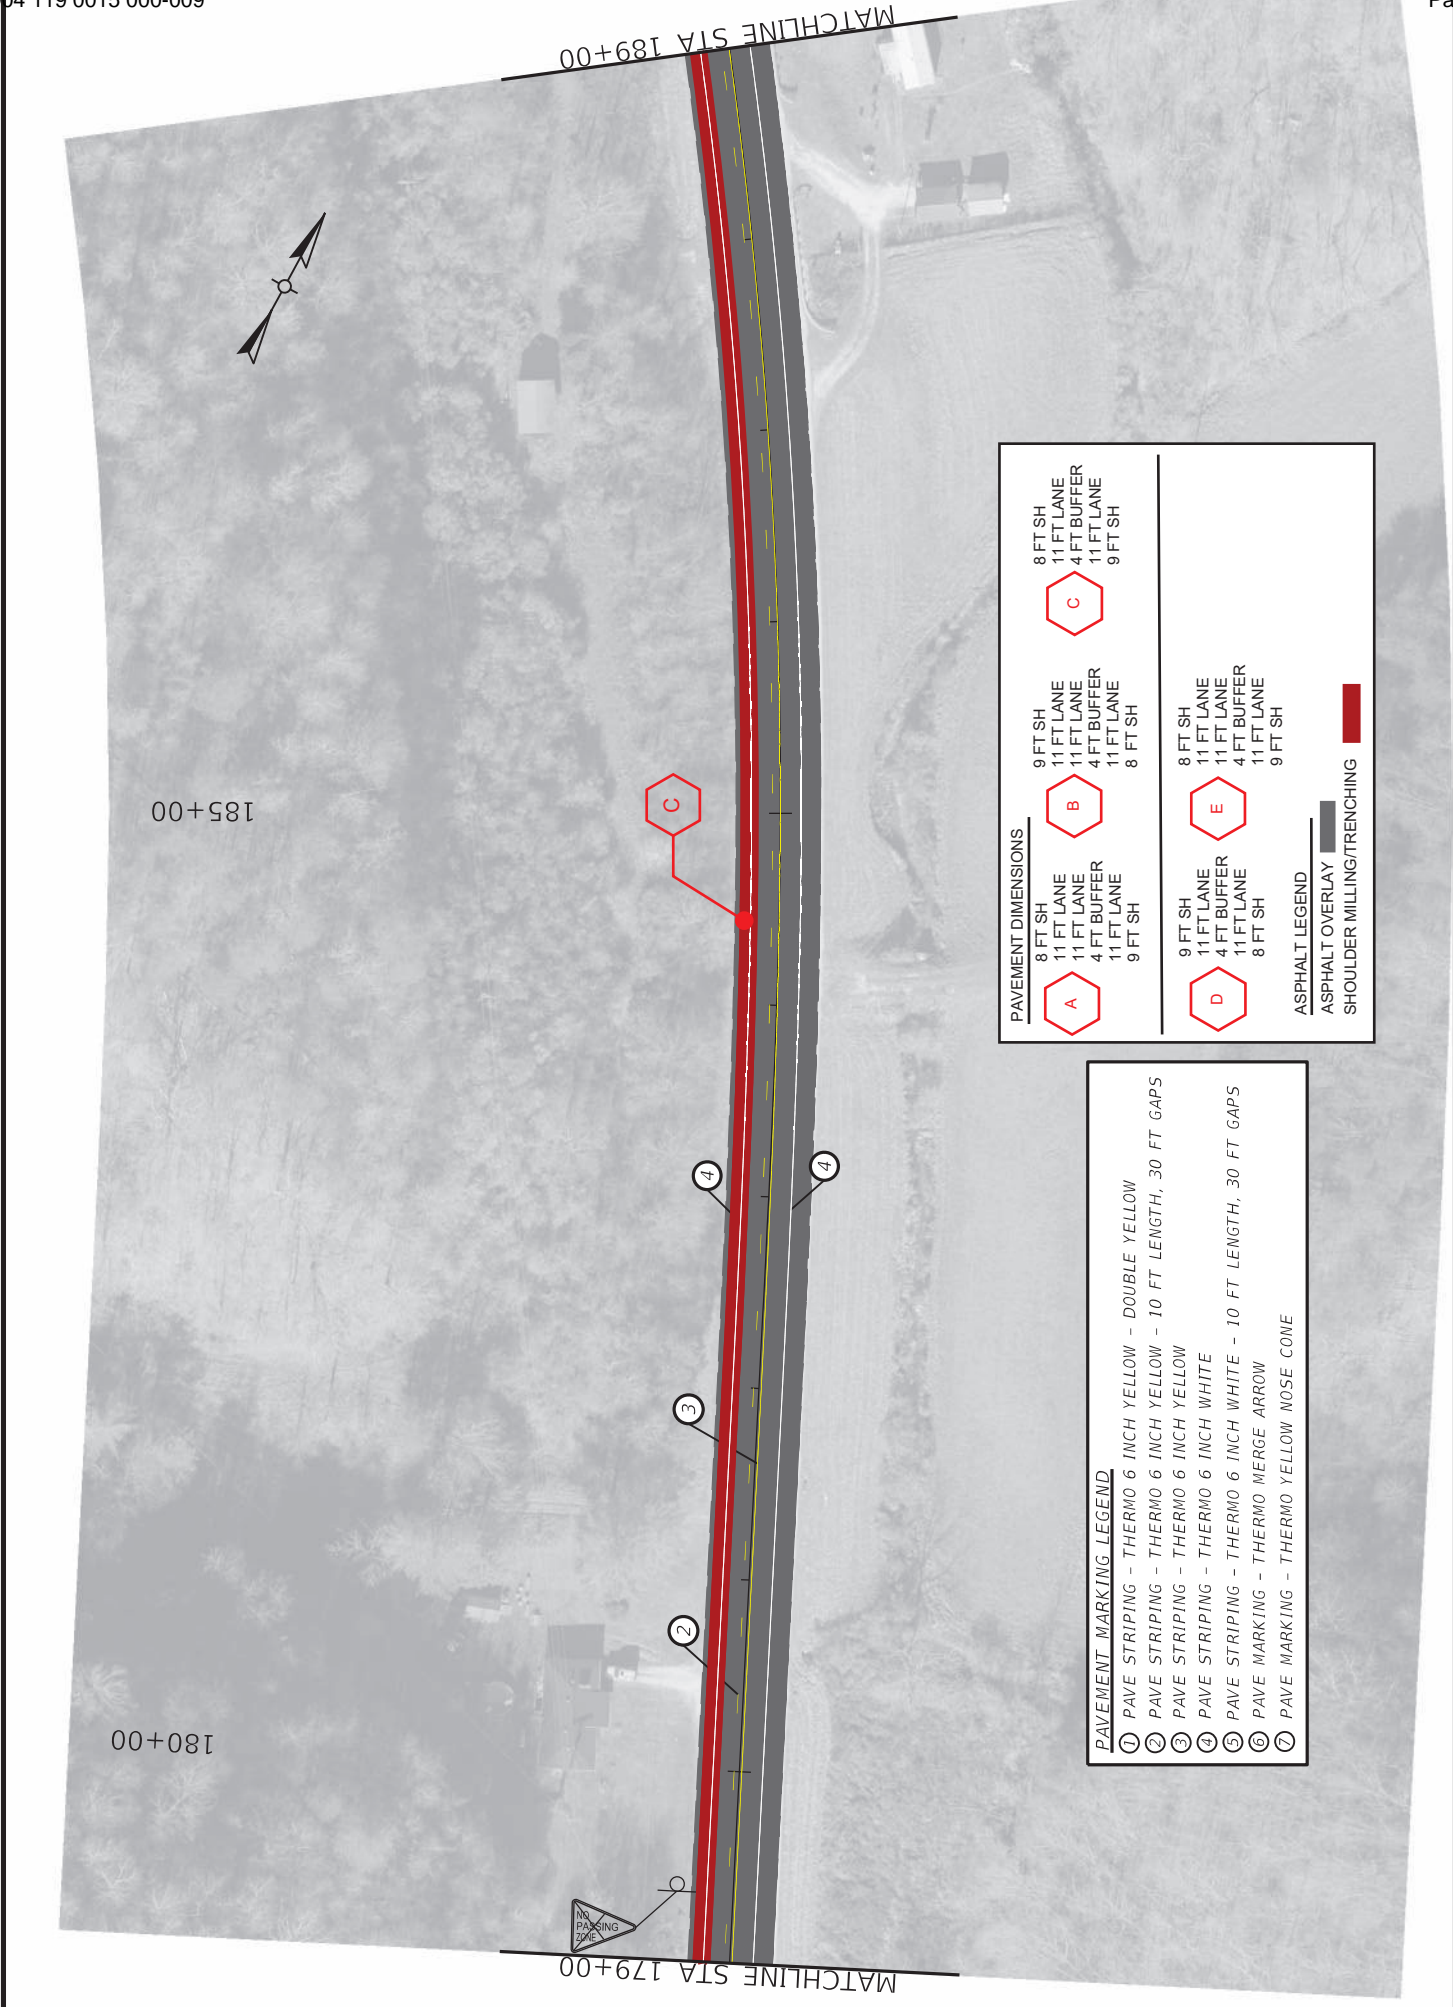 04 119 0015 000-009
Pa
MATCHLINE STA 189+00
185+00
C
4
4
3
2
180+00
NO
PASSING
ZONE
MATCHLINE STA 179+00
PAVEMENT DIMENSIONS
A
8 FT SH
11 FT LANE
11 FT LANE
4 FT BUFFER
11 FT LANE
9 FT SH
B
9 FT SH
11 FT LANE
11 FT LANE
4 FT BUFFER
11 FT LANE
8 FT SH
C
8 FT SH
11 FT LANE
4 FT BUFFER
11 FT LANE
9 FT SH
D
9 FT SH
11 FT LANE
4 FT BUFFER
11 FT LANE
8 FT SH
E
8 FT SH
11 FT LANE
11 FT LANE
4 FT BUFFER
11 FT LANE
9 FT SH
ASPHALT LEGEND
ASPHALT OVERLAY
SHOULDER MILLING/TRENCHING
PAVEMENT MARKING LEGEND
1 PAVE STRIPING - THERMO 6 INCH YELLOW - DOUBLE YELLOW
2 PAVE STRIPING - THERMO 6 INCH YELLOW - 10 FT LENGTH, 30 FT GAPS
3 PAVE STRIPING - THERMO 6 INCH YELLOW
4 PAVE STRIPING - THERMO 6 INCH WHITE
5 PAVE STRIPING - THERMO 6 INCH WHITE - 10 FT LENGTH, 30 FT GAPS
6 PAVE MARKING - THERMO MERGE ARROW
7 PAVE MARKING - THERMO YELLOW NOSE CONE